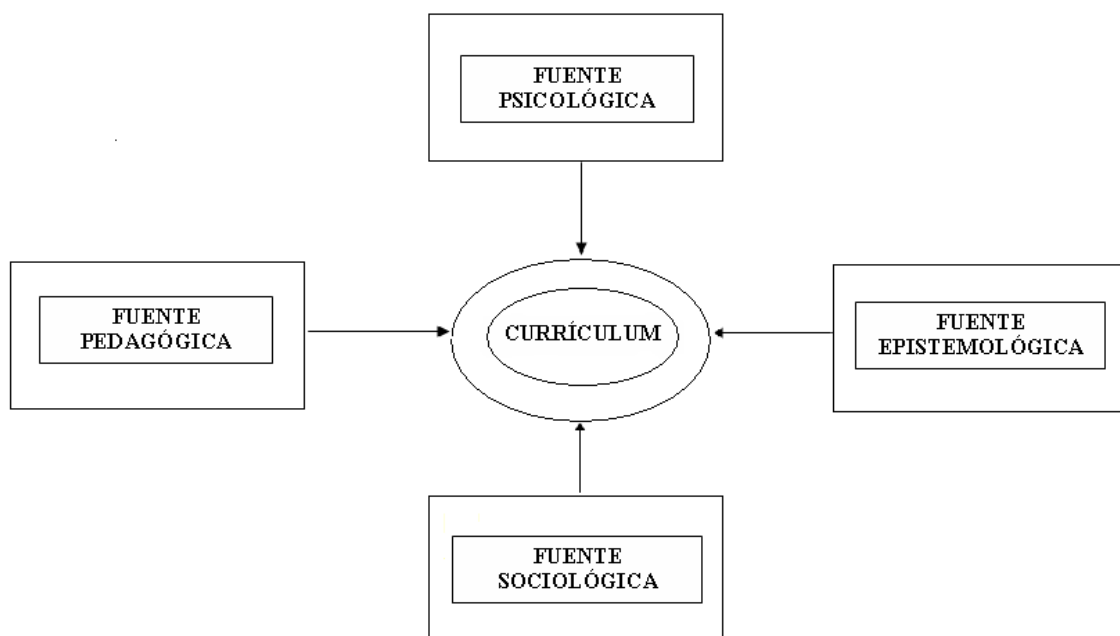 FUENTE
PSICOLÓGICA
FUENTE
PEDAGÓGICA
CURRÍCULUM
FUENTE
EPISTEMOLÓGICA
FUENTE
SOCIOLÓGICA